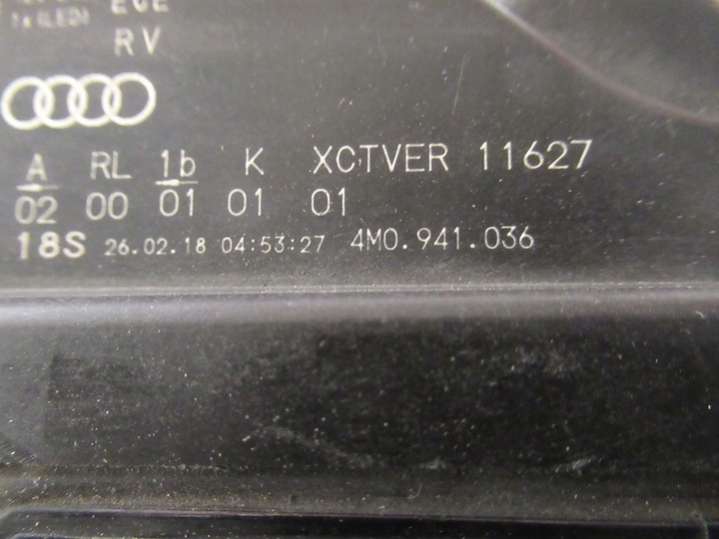 ECE
RV
A RL 1b K XCTVER 11627
02 00 01 01 01
18S 26.02.18 04:53:27 4M0.941.036